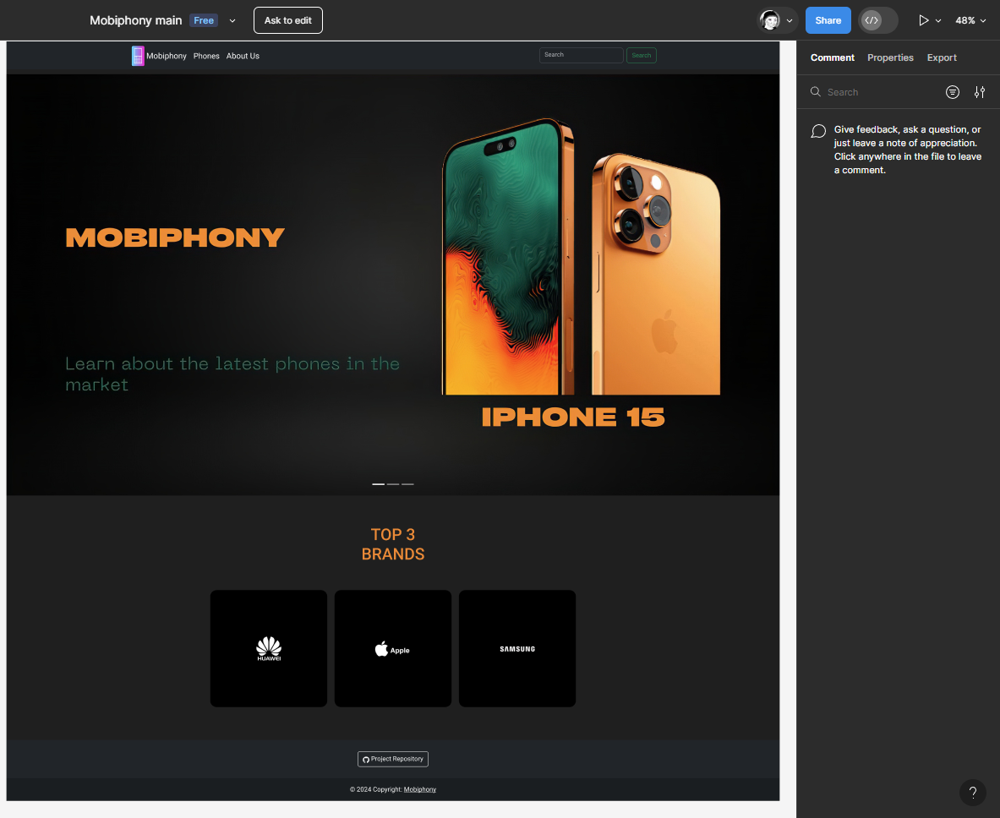 Mobiphony main Free Ask to edit Share 48%
Mobiphony Phones About Us Search Search
Comment Properties Export
Search
Give feedback, ask a question, or
just leave a note of appreciation.
Click anywhere in the file to leave
a comment.
MOBIPHONY
Learn about the latest phones in the
market
IPHONE 15
TOP 3
BRANDS
HUAWEI
Apple
SAMSUNG
Project Repository
© 2024 Copyright: Mobiphony
?